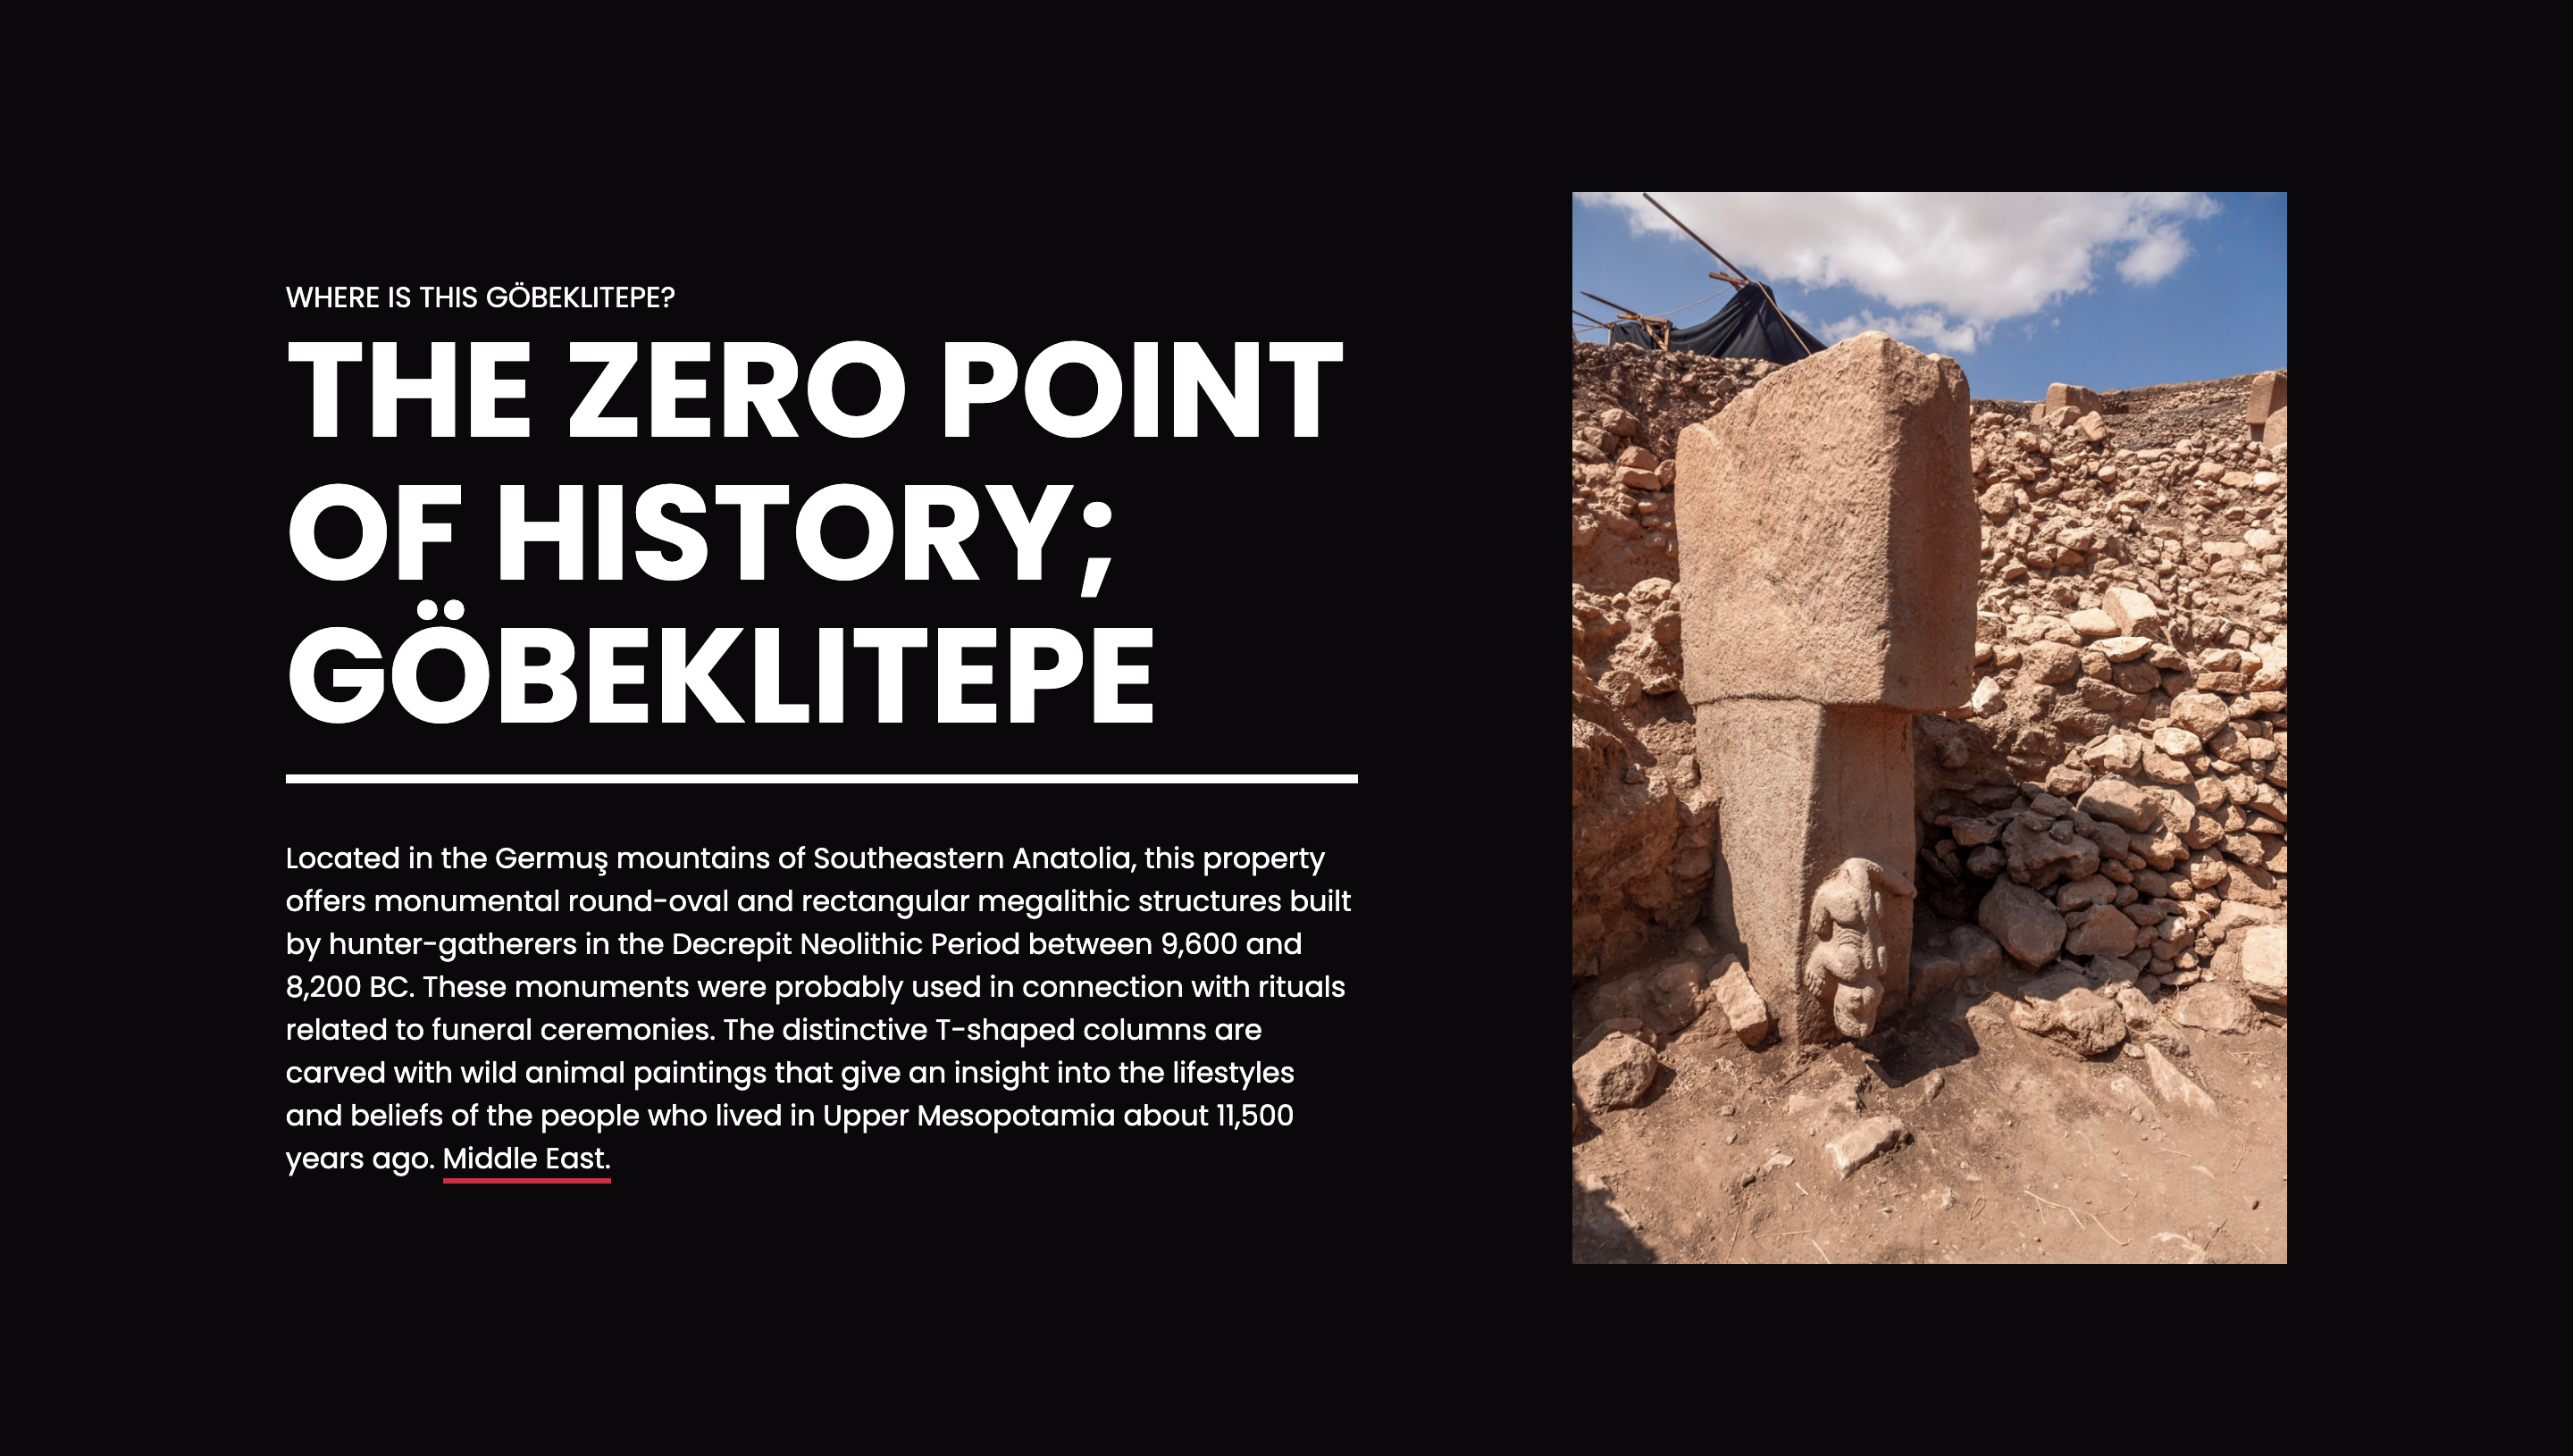 WHERE IS THIS GÖBEKLITEPE?
THE ZERO POINT
OF HISTORY;
GÖBEKLITEPE
Located in the Germuş mountains of Southeastern Anatolia, this property
offers monumental round-oval and rectangular megalithic structures built
by hunter-gatherers in the Decrepit Neolithic Period between 9,600 and
8,200 BC. These monuments were probably used in connection with rituals
related to funeral ceremonies. The distinctive T-shaped columns are
carved with wild animal paintings that give an insight into the lifestyles
and beliefs of the people who lived in Upper Mesopotamia about 11,500
years ago. Middle East.